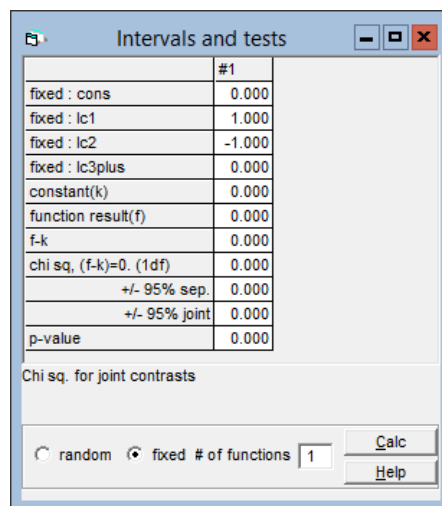 Intervals and tests
#1
fixed : cons 0.000
fixed : lc1 1.000
fixed : lc2 -1.000
fixed : lc3plus 0.000
constant(k) 0.000
function result(f) 0.000
f-k 0.000
chi sq, (f-k)=0. (1df) 0.000
+/- 95% sep. 0.000
+/- 95% joint 0.000
p-value 0.000
Chi sq. for joint contrasts
random fixed # of functions 1 Calc
Help